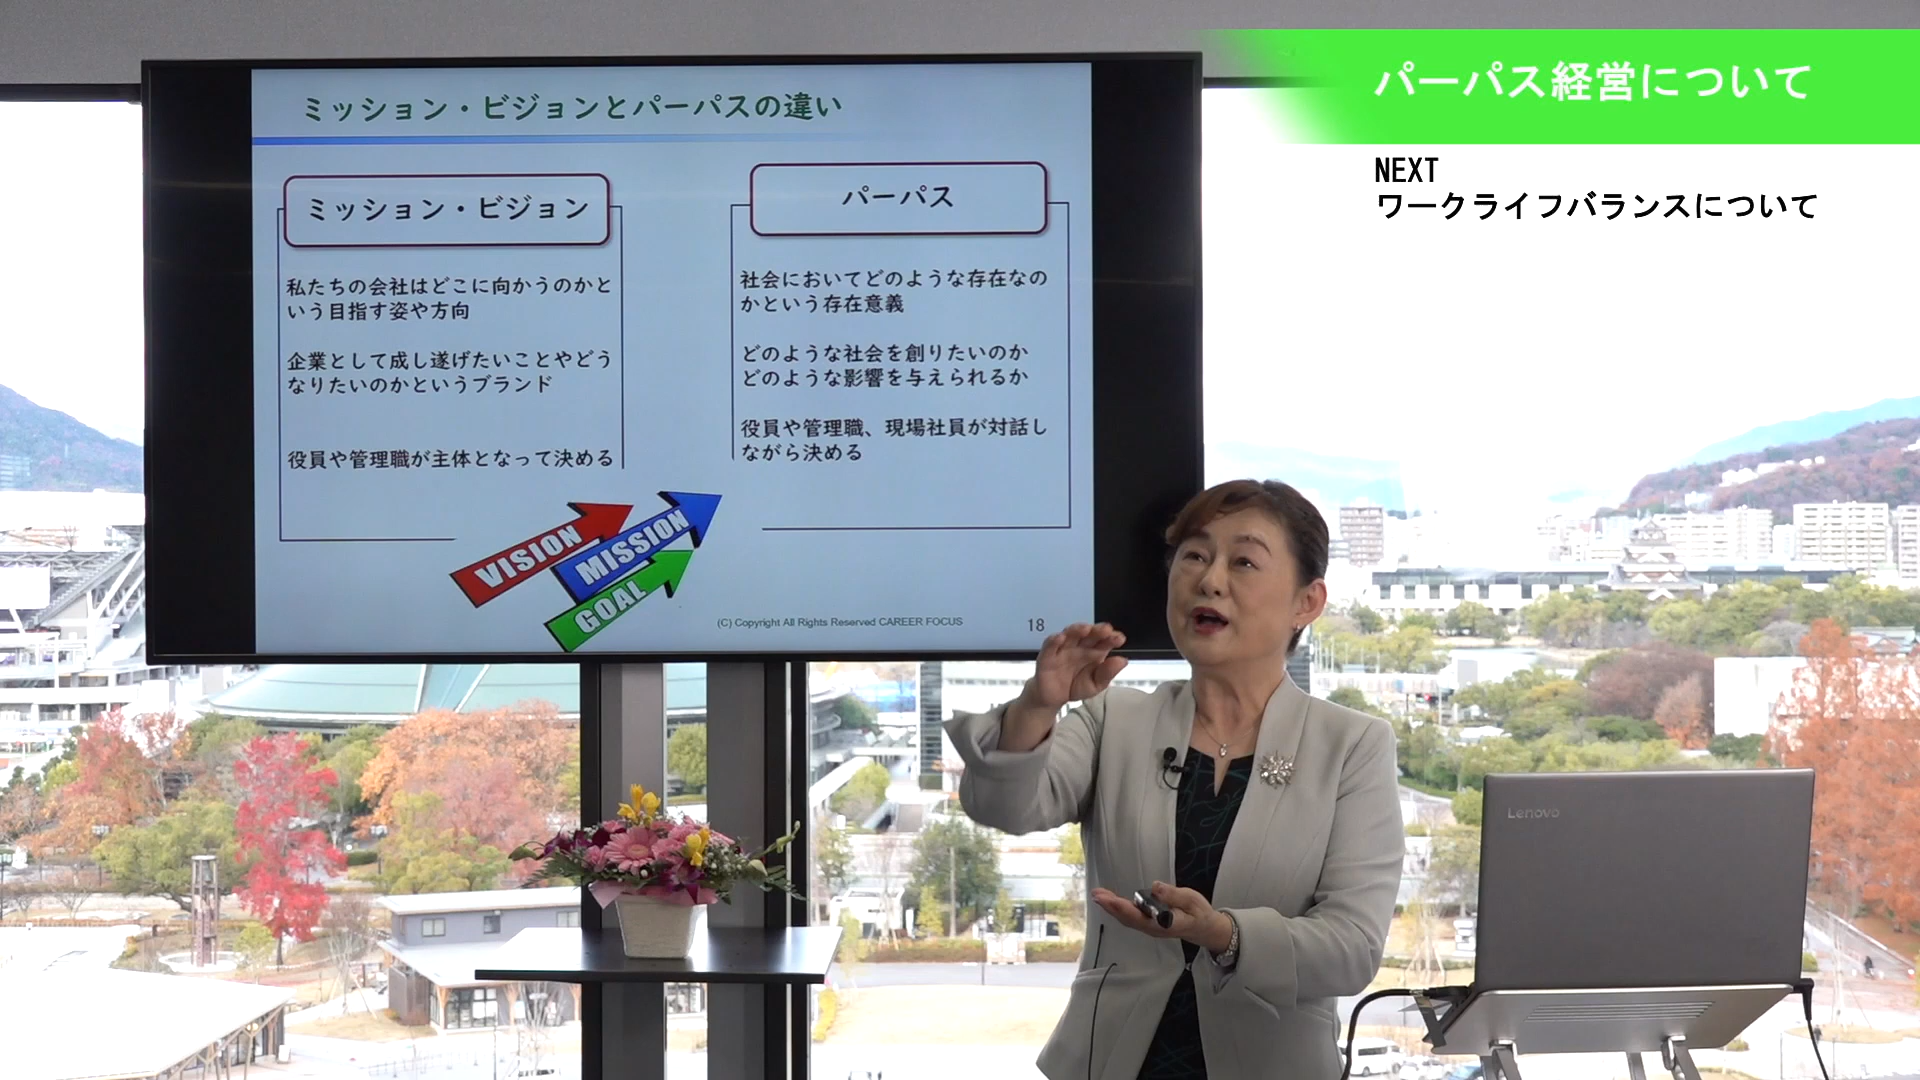 パーパス経営について
NEXT
ワークライフバランスについて
ミッション・ビジョンとパーパスの違い
ミッション・ビジョン
私たちの会社はどこに向かうのかと
いう目指す姿や方向
企業として成し遂げたいことやどう
なりたいのかというブランド
役員や管理職が主体となって決める
パーパス
社会においてどのような存在なの
かという存在意義
どのような社会を創りたいのか
どのような影響を与えられるか
役員や管理職、現場社員が対話し
ながら決める
VISION
MISSION
GOAL
(C) Copyright All Rights Reserved CAREER FOCUS
18
Lenovo